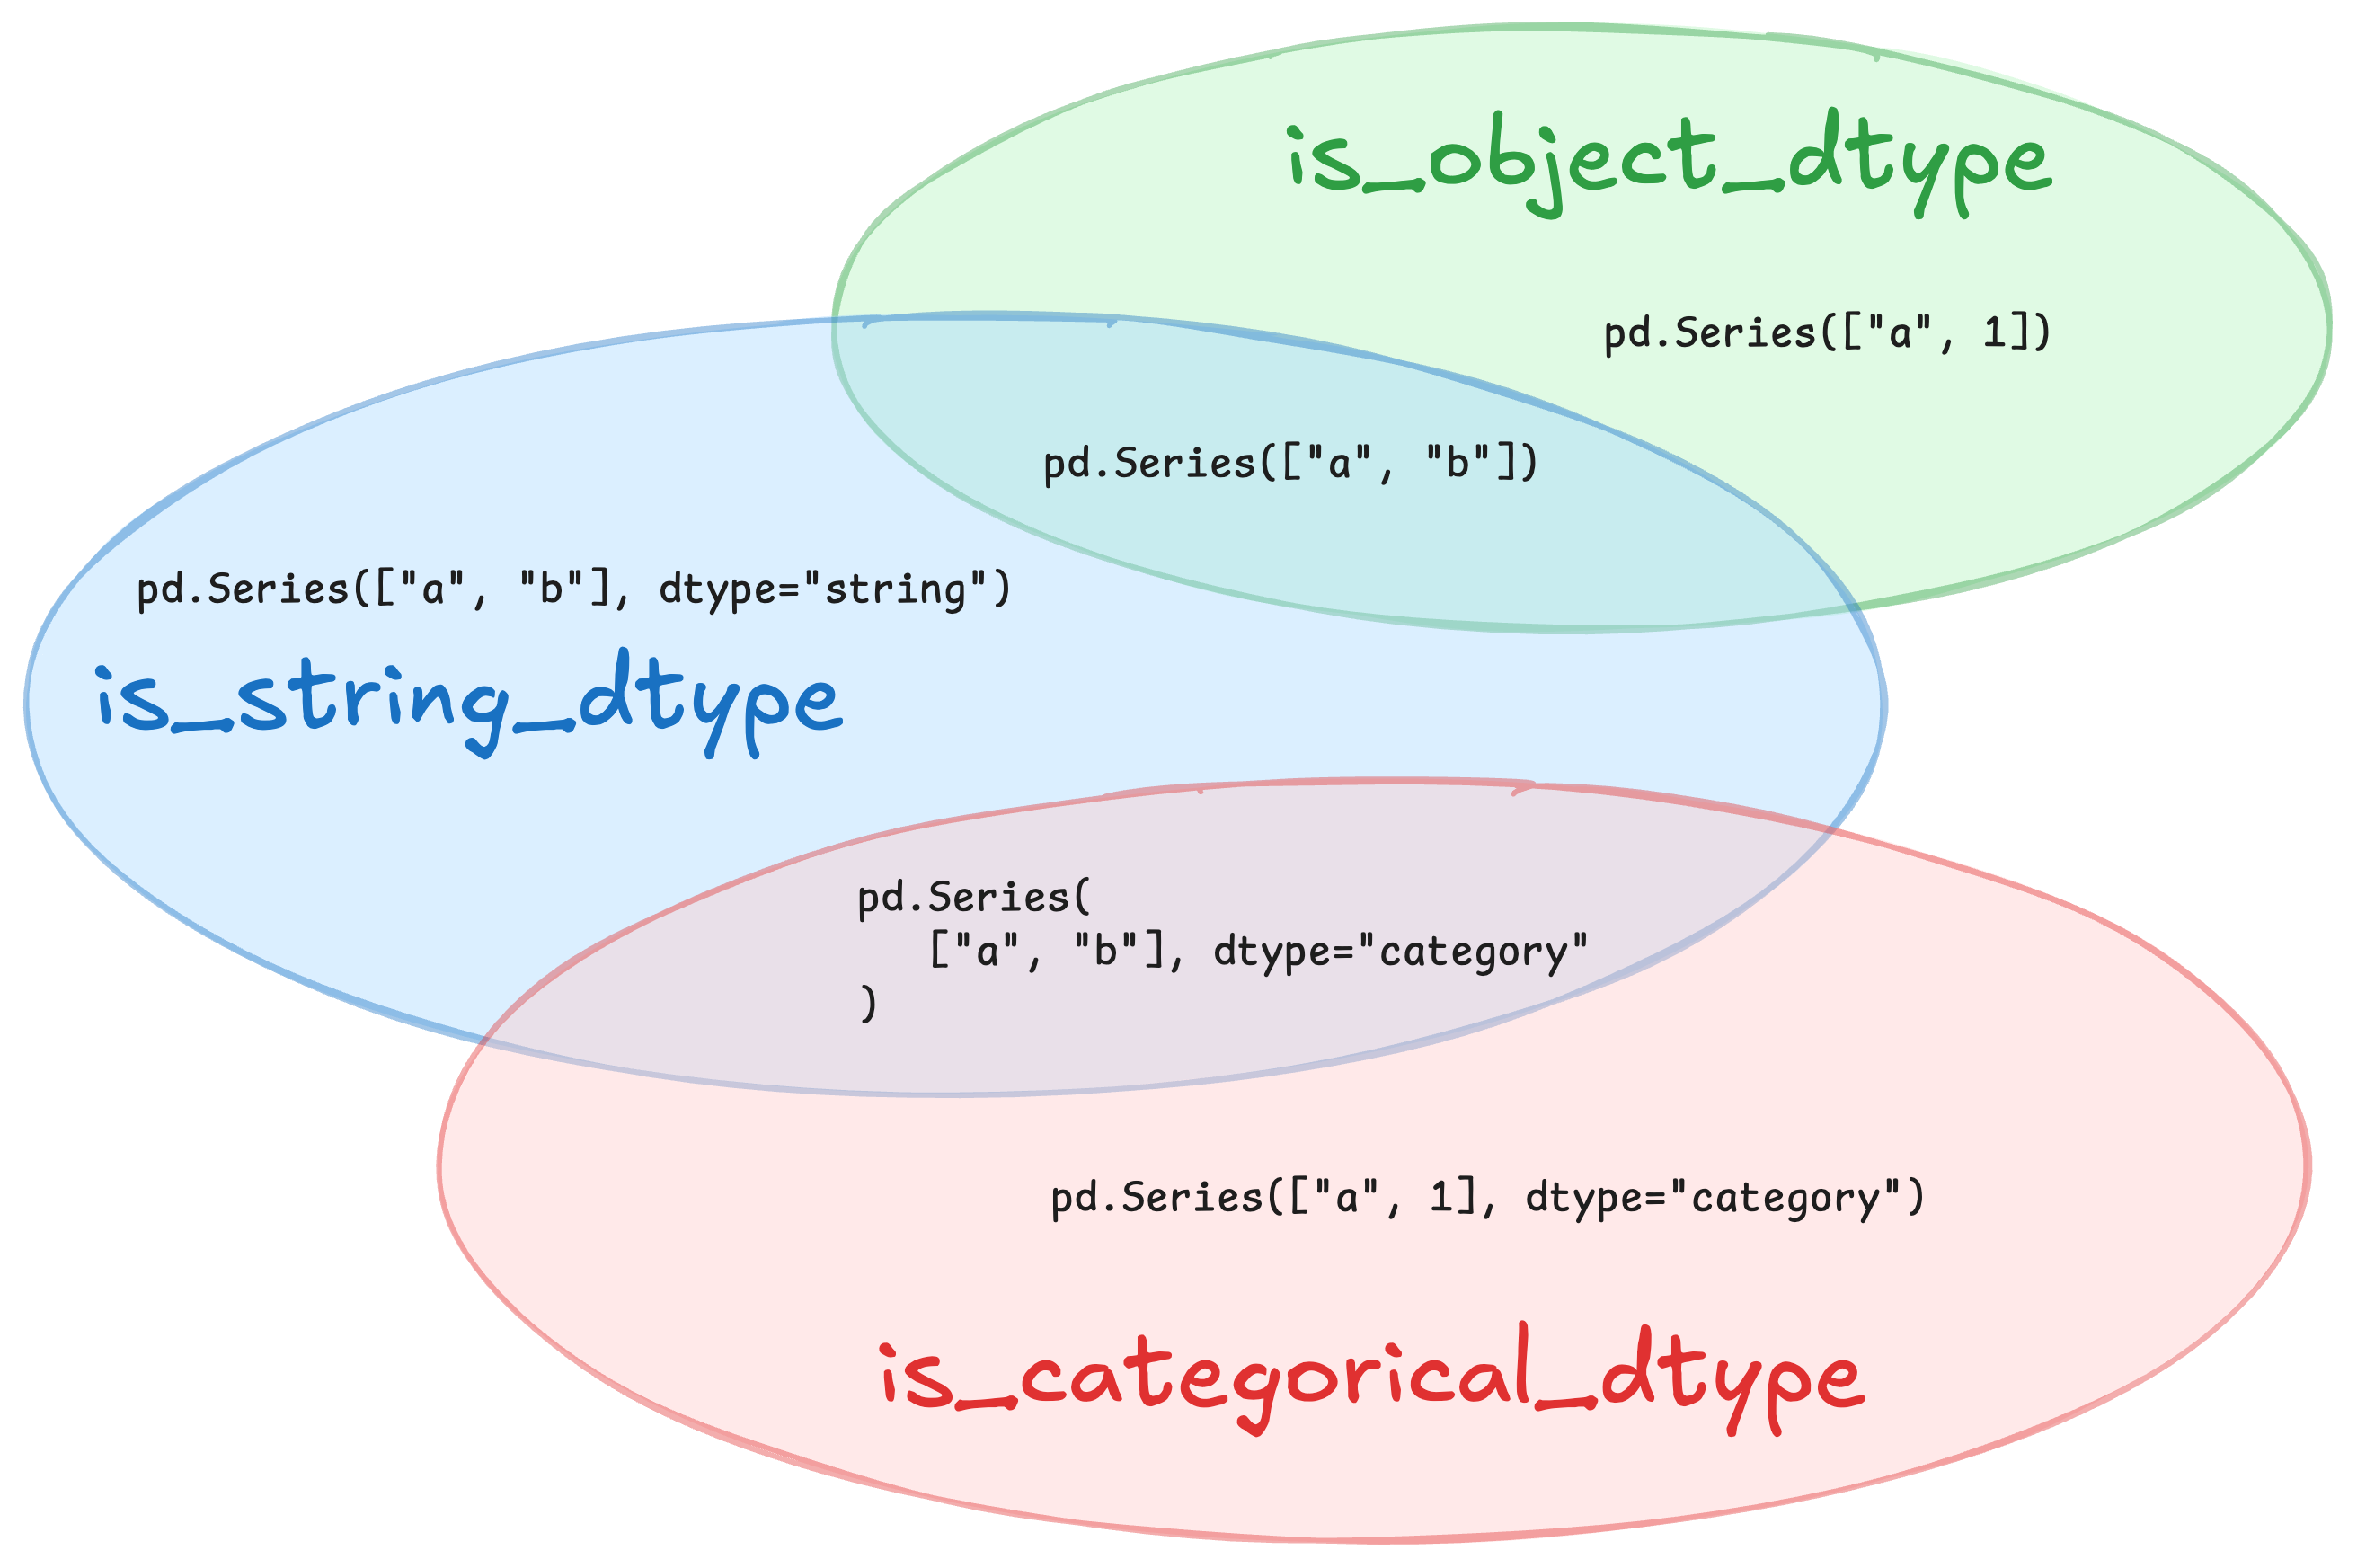 is_object_dtype
pd.Series(["a", 1])
pd.Series(["a", "b"])
pd.Series(["a", "b"], dtype="string")
is_string_dtype
pd.Series(
   ["a", "b"], dtype="category"
)
pd.Series(["a", 1], dtype="category")
is_categorical_dtype